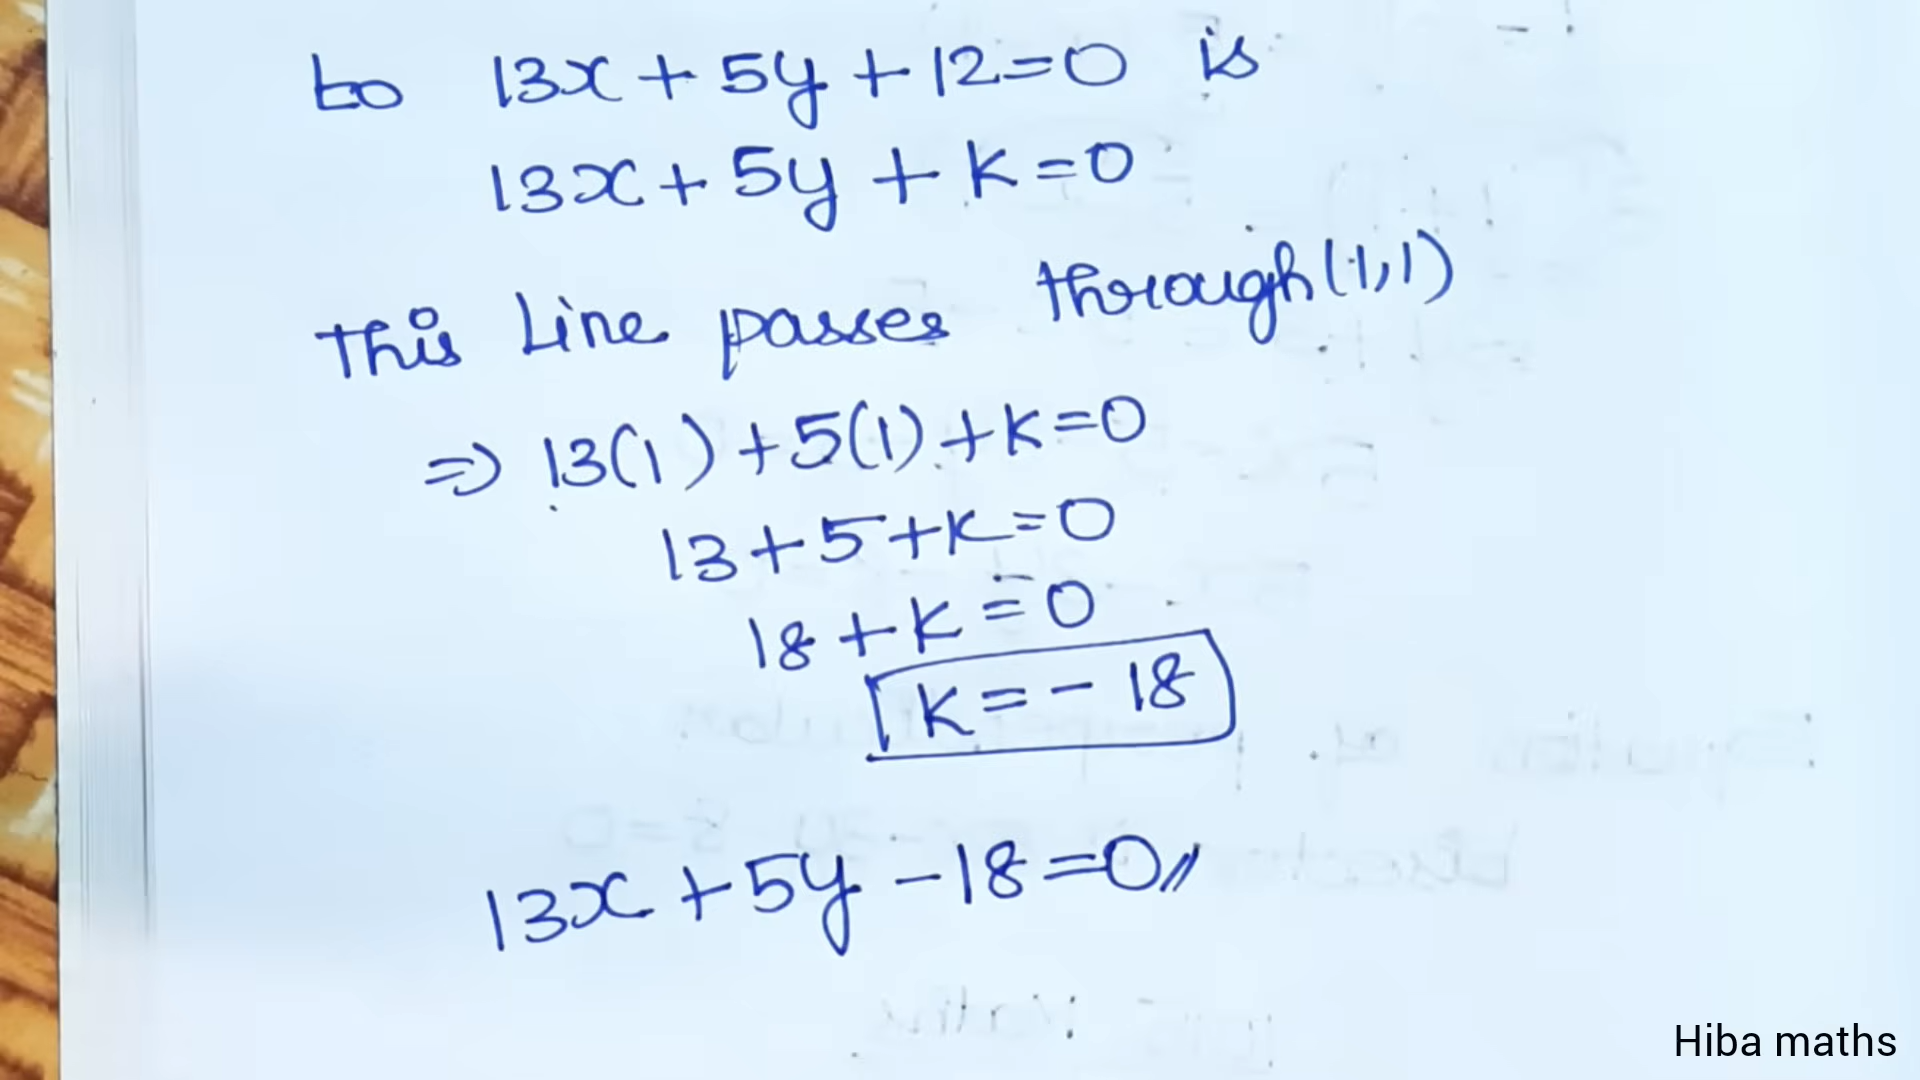 to 13x + 5y + 12 = 0 is
13x + 5y + k = 0
This Line passes through (1,1)
⇒ 13(1) + 5(1) + k = 0
13 + 5 + k = 0
18 + k = 0
k = - 18
13x + 5y - 18 = 0//
Hiba maths